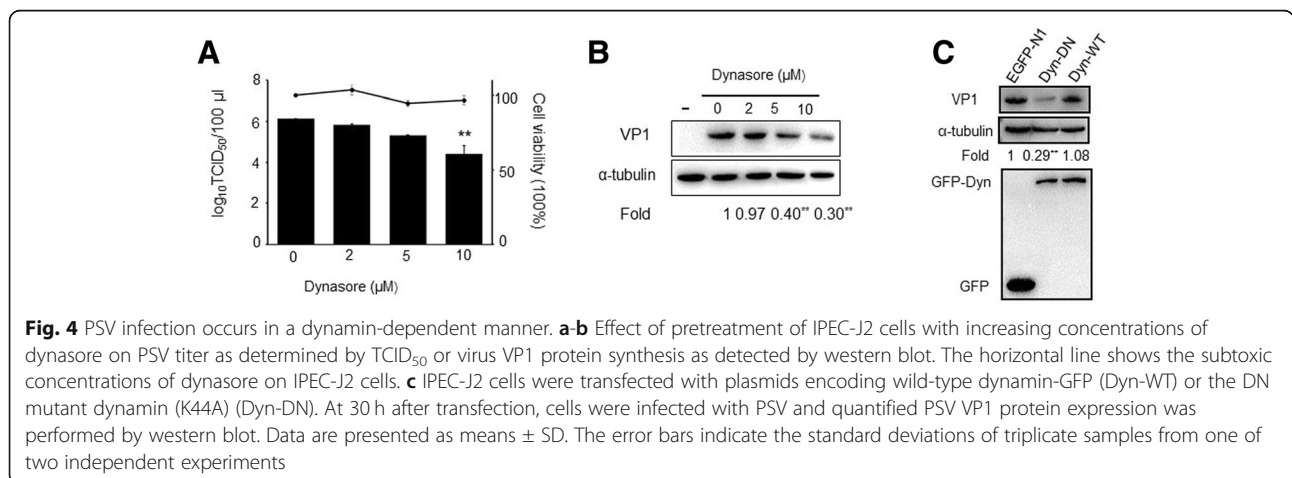 A
log10TCID50/100 µl
8
6
4
2
0
**
100
50
0
Cell viability (100%)
0 2 5 10
Dynasore (µM)
B
Dynasore (µM)
– 0 2 5 10
VP1
α-tubulin
Fold 1 0.97 0.40** 0.30**
C
EGFP-N1 Dyn-DN Dyn-WT
VP1
α-tubulin
Fold 1 0.29** 1.08
GFP-Dyn
GFP
Fig. 4 PSV infection occurs in a dynamin-dependent manner. a-b Effect of pretreatment of IPEC-J2 cells with increasing concentrations of
dynasore on PSV titer as determined by TCID50 or virus VP1 protein synthesis as detected by western blot. The horizontal line shows the subtoxic
concentrations of dynasore on IPEC-J2 cells. c IPEC-J2 cells were transfected with plasmids encoding wild-type dynamin-GFP (Dyn-WT) or the DN
mutant dynamin (K44A) (Dyn-DN). At 30 h after transfection, cells were infected with PSV and quantified PSV VP1 protein expression was
performed by western blot. Data are presented as means ± SD. The error bars indicate the standard deviations of triplicate samples from one of
two independent experiments